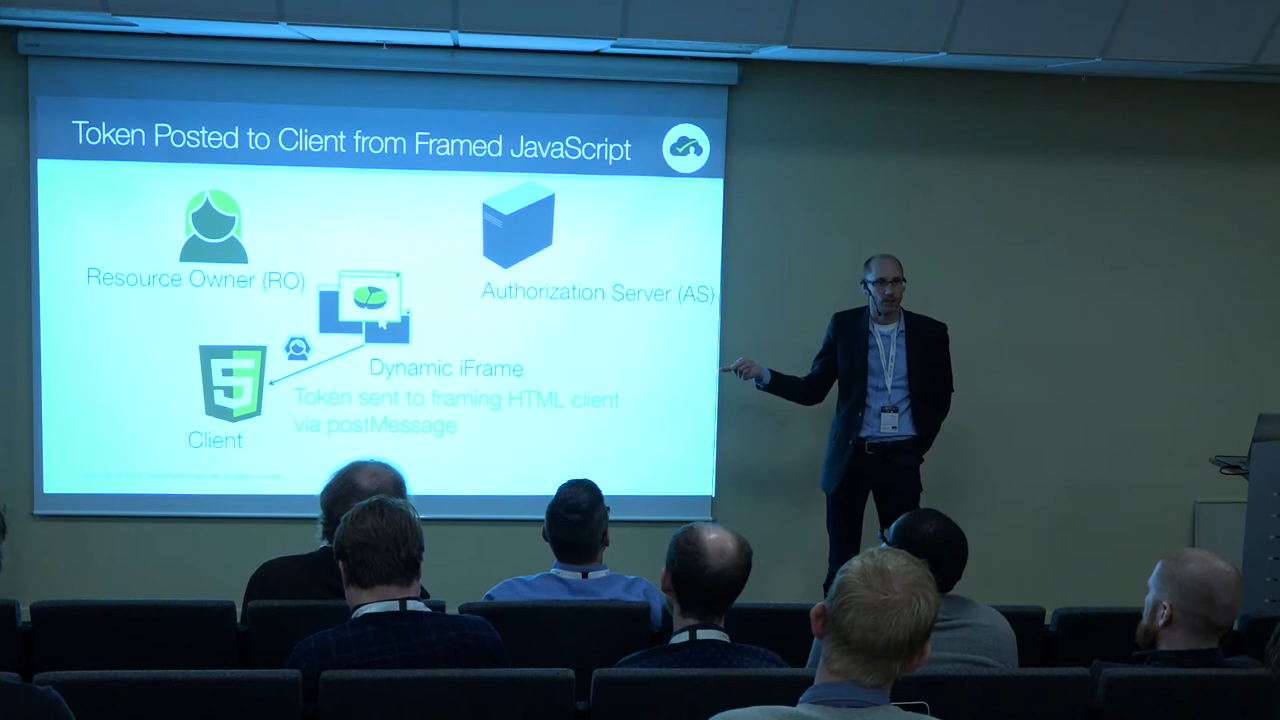 Token Posted to Client from Framed JavaScript
Resource Owner (RO)
Authorization Server (AS)
Dynamic iFrame
Token sent to framing HTML client
via postMessage
5
Client